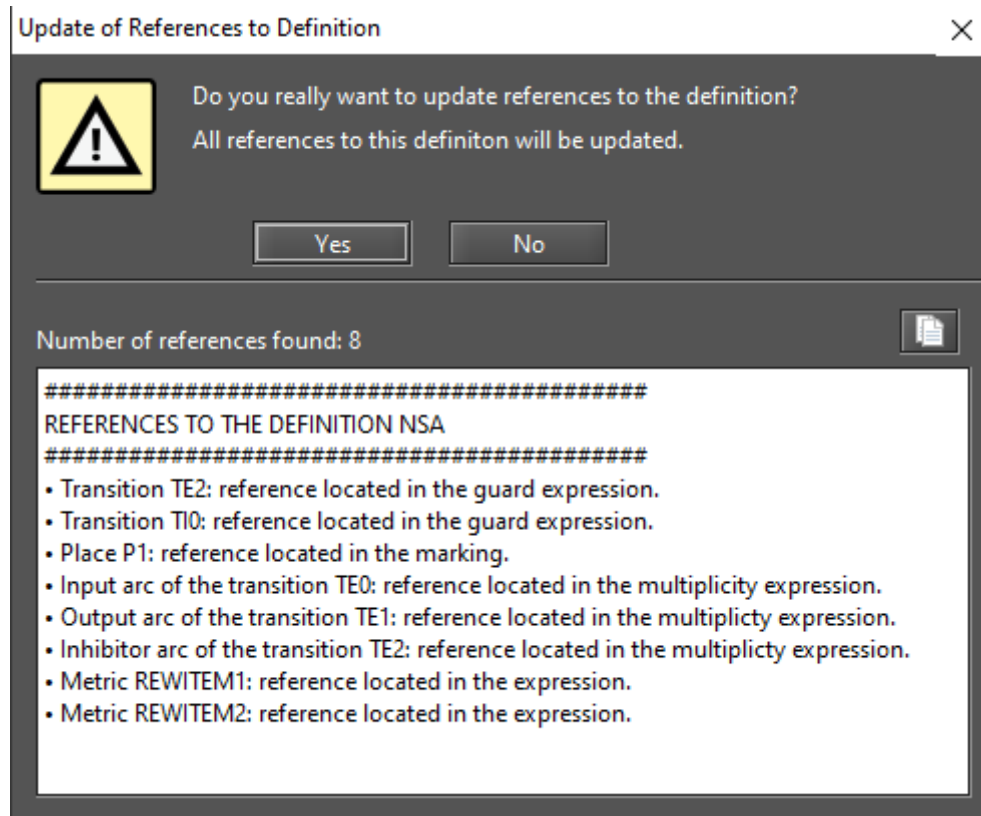 Update of References to Definition
Do you really want to update references to the definition?
All references to this definiton will be updated.
Yes
No
Number of references found: 8
###########################################
REFERENCES TO THE DEFINITION NSA
###########################################
• Transition TE2: reference located in the guard expression.
• Transition TI0: reference located in the guard expression.
• Place P1: reference located in the marking.
• Input arc of the transition TE0: reference located in the multiplicity expression.
• Output arc of the transition TE1: reference located in the multiplicty expression.
• Inhibitor arc of the transition TE2: reference located in the multiplicty expression.
• Metric REWITEM1: reference located in the expression.
• Metric REWITEM2: reference located in the expression.